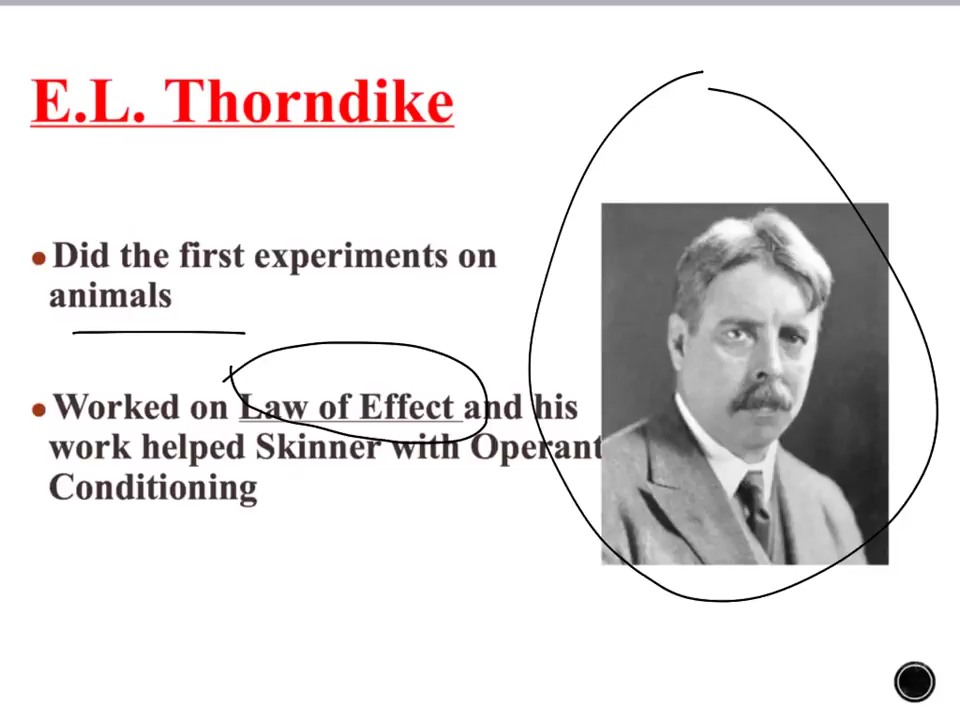 E.L. Thorndike
•Did the first experiments on
animals
•Worked on Law of Effect and his
work helped Skinner with Operant
Conditioning